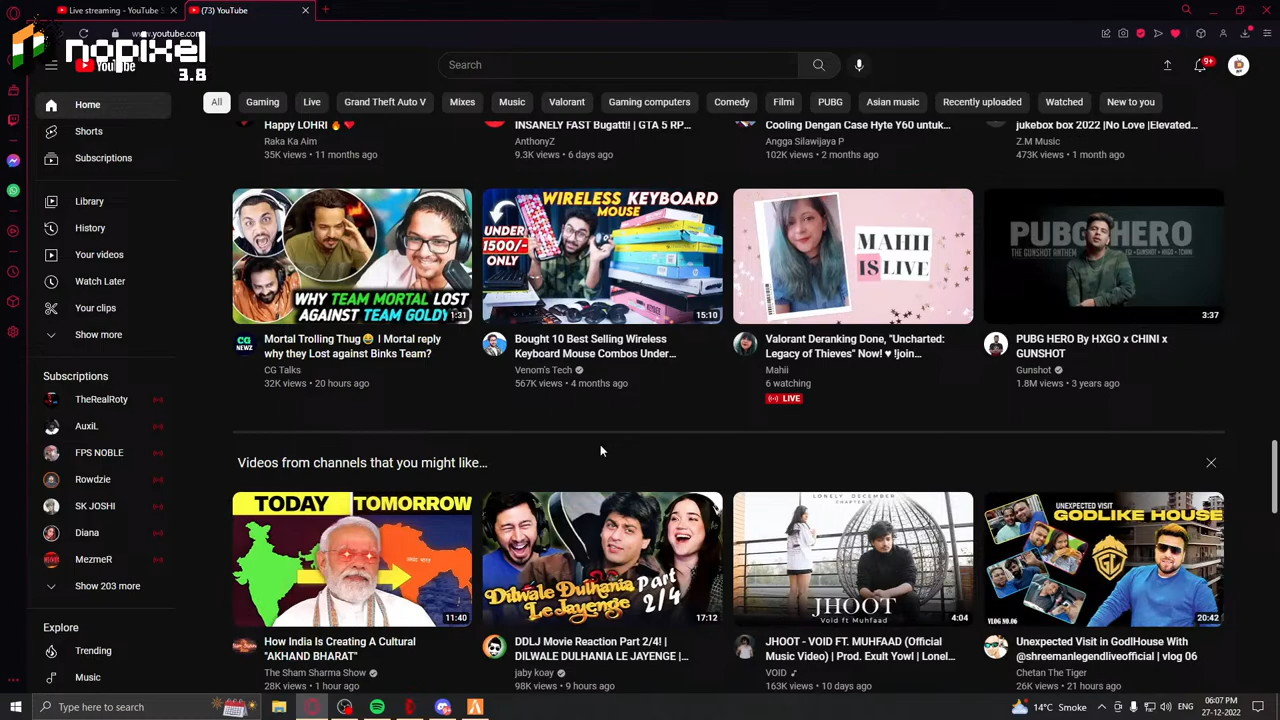 Live streaming - YouTube
(73) YouTube
www.youtube.com
nopixel
3.8
YouTube
Search
9+
All
Gaming
Live
Grand Theft Auto V
Mixes
Music
Valorant
Gaming computers
Comedy
Filmi
PUBG
Asian music
Recently uploaded
Watched
New to you
Home
Shorts
Subscriptions
Library
History
Your videos
Watch Later
Your clips
Show more
Subscriptions
TheRealRoty
AuxiL
FPS NOBLE
Rowdzie
SK JOSHI
Diana
MezmeR
Show 203 more
Explore
Trending
Music
Happy LOHRI 🔥 ❤️
Raka Ka Aim
35K views • 11 months ago
INSANELY FAST Bugatti! | GTA 5 RP...
AnthonyZ
9.3K views • 6 days ago
Cooling Dengan Case Hyte Y60 untuk...
Angga Silawijaya P
102K views • 2 months ago
jukebox box 2022 |No Love |Elevated...
Z.M Music
473K views • 1 month ago
WHY TEAM MORTAL LOST
AGAINST TEAM GOLDY
1:31
CG
NEWZ
Mortal Trolling Thug 😂 I Mortal reply
why they Lost against Binks Team?
CG Talks
32K views • 20 hours ago
WIRELESS KEYBOARD
MOUSE
UNDER
1500/-
ONLY
15:10
Bought 10 Best Selling Wireless
Keyboard Mouse Combos Under...
Venom's Tech
567K views • 4 months ago
MAHII
IS LIVE
Valorant Deranking Done, "Uncharted:
Legacy of Thieves" Now! ♥ !join...
Mahii
6 watching
LIVE
PUBG HERO
THE GUNSHOT ANTHEM
3:37
PUBG HERO By HXGO x CHINI x
GUNSHOT
Gunshot
1.8M views • 3 years ago
Videos from channels that you might like...
TODAY
TOMORROW
11:40
How India Is Creating A Cultural
"AKHAND BHARAT"
The Sham Sharma Show
28K views • 1 hour ago
Dilwale Dulhania
Le Jayenge
Part
2/4
17:12
DDLJ Movie Reaction Part 2/4! |
DILWALE DULHANIA LE JAYENGE |...
jaby koay
98K views • 9 hours ago
LONELY DECEMBER
JHOOT
Void ft Muhfaad
4:04
JHOOT - VOID FT. MUHFAAD (Official
Music Video) | Prod. Exult Yowl | Lonel...
VOID
163K views • 10 days ago
UNEXPECTED VISIT
GODLIKE HOUSE
VLOG NO.06
20:42
Unexpected Visit in GodlHouse With
@shreemanlegendliveofficial | vlog 06
Chetan The Tiger
26K views • 21 hours ago
Type here to search
14°C Smoke
ENG
06:07 PM
27-12-2022